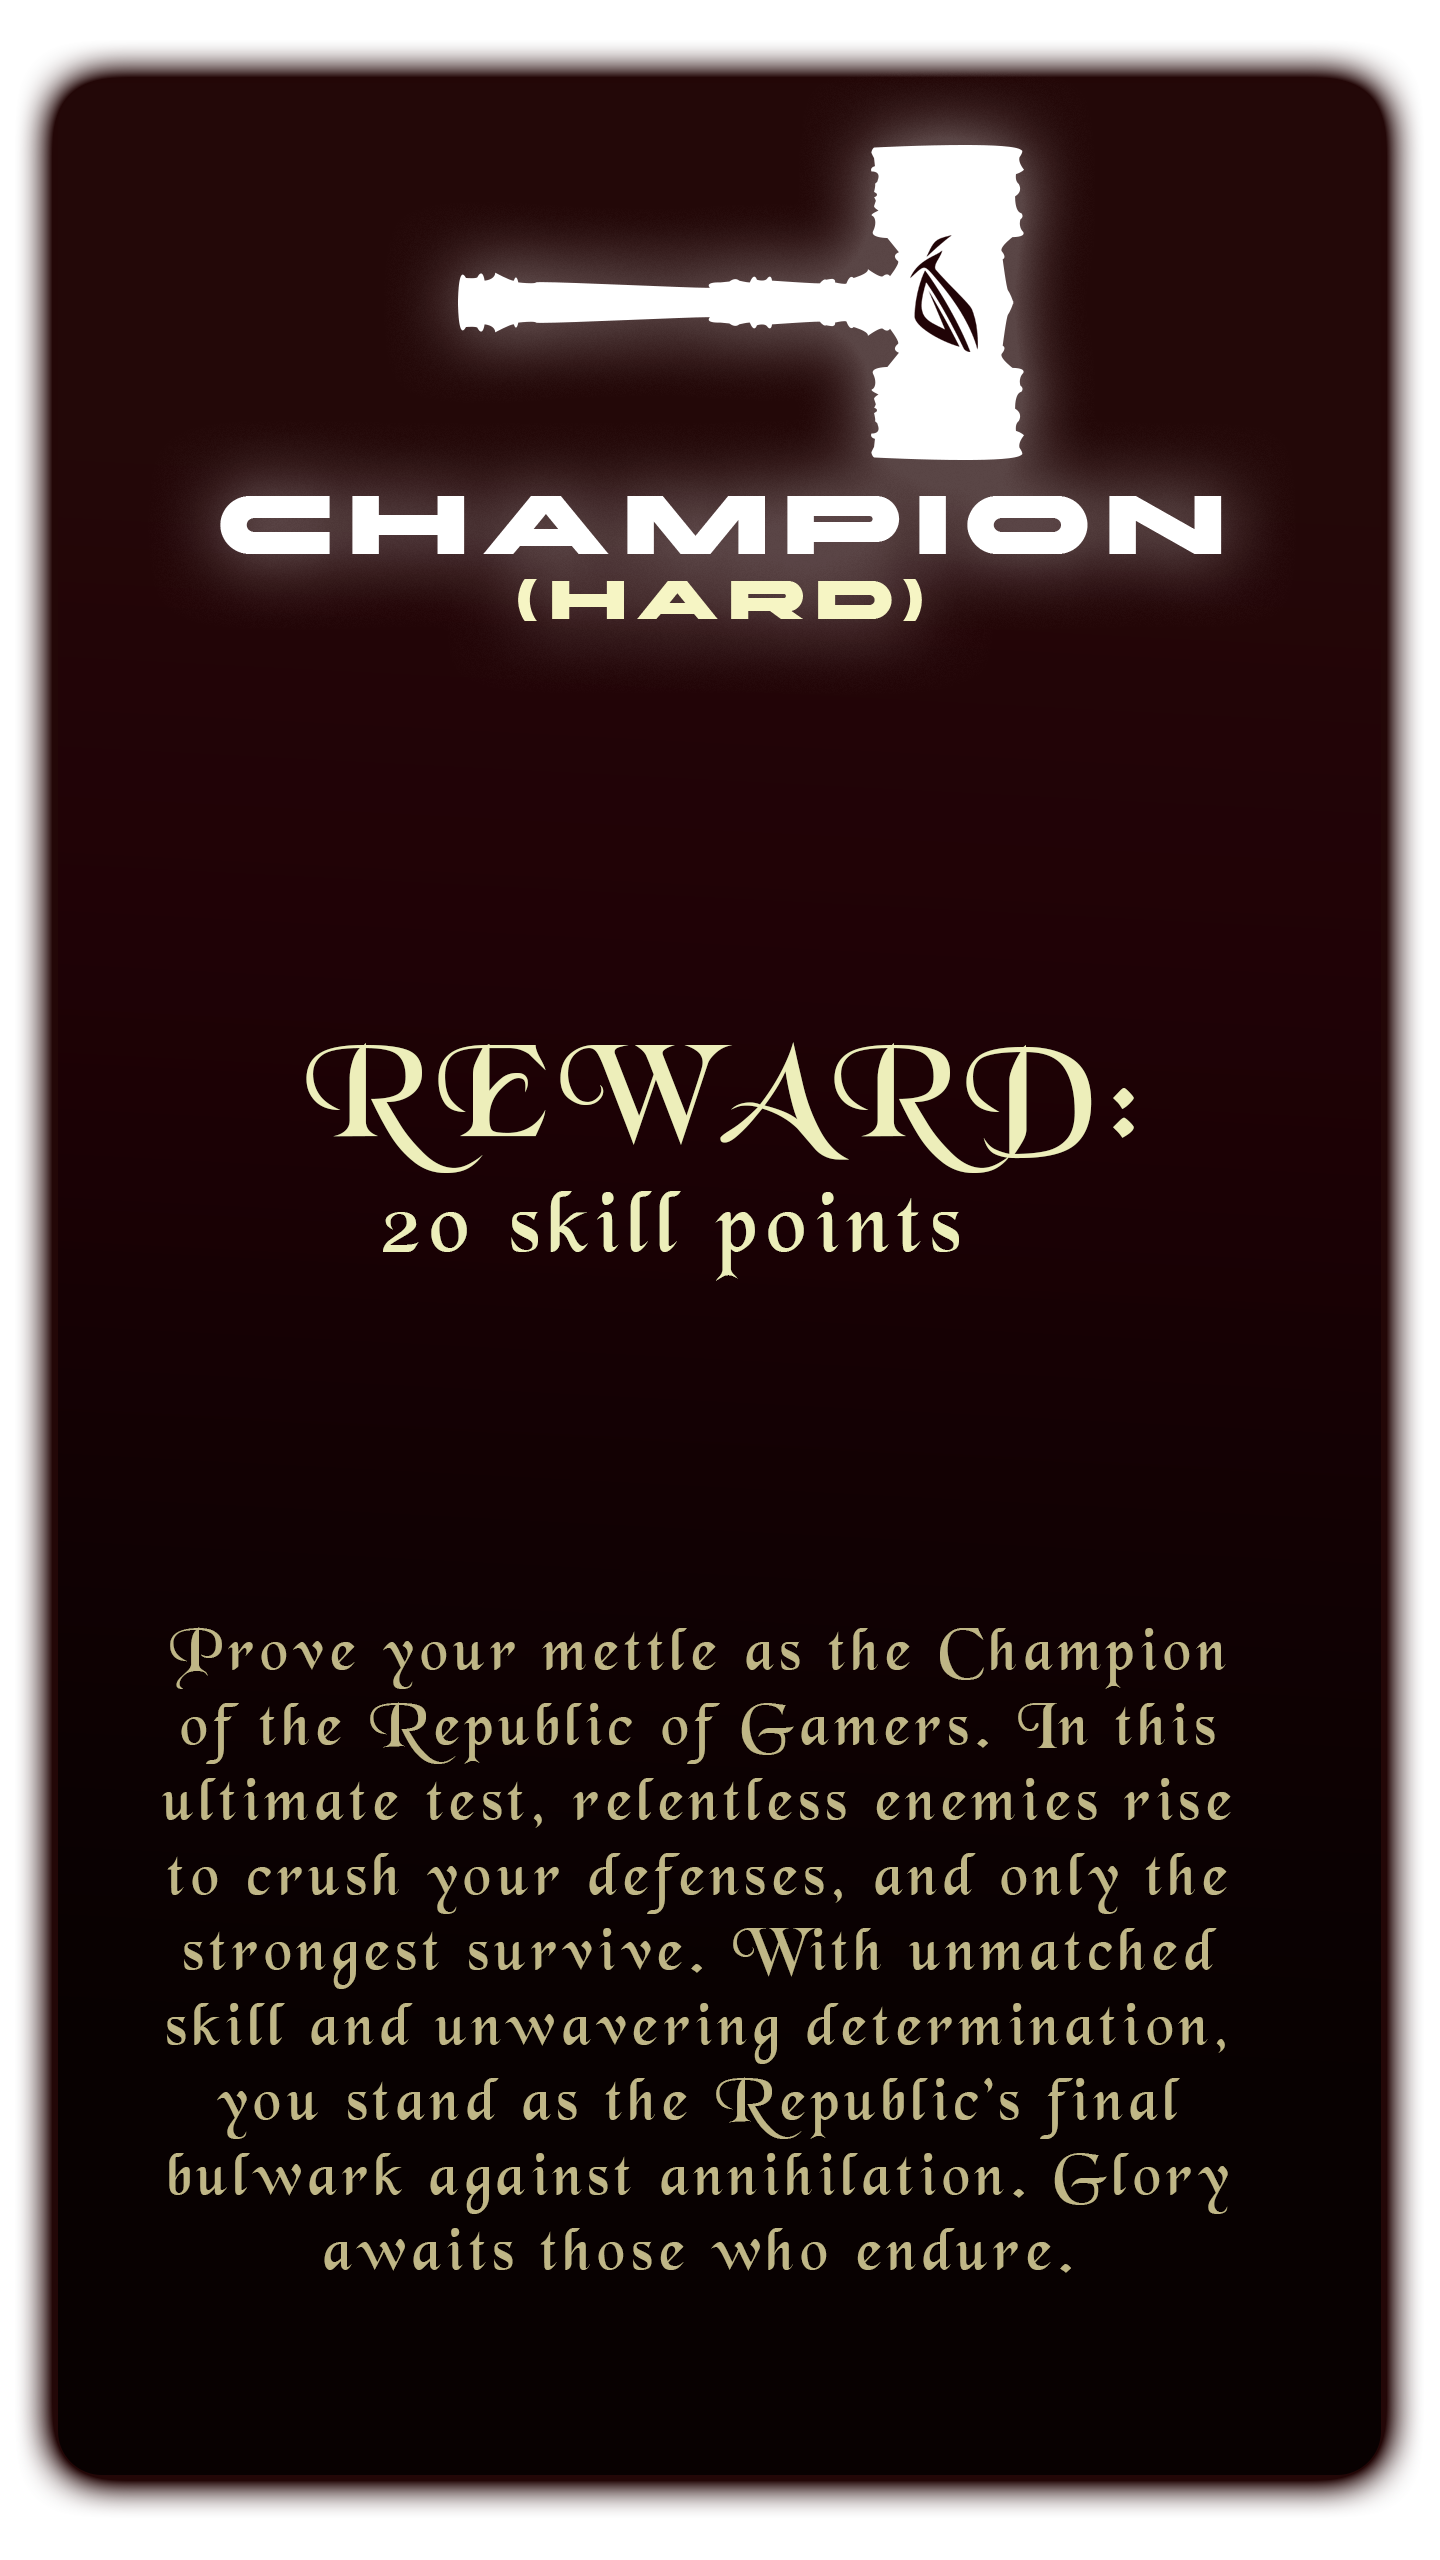 CHAMPION
(HARD)
REWARD:
20 skill points
Prove your mettle as the Champion
of the Republic of Gamers. In this
ultimate test, relentless enemies rise
to crush your defenses, and only the
strongest survive. With unmatched
skill and unwavering determination,
you stand as the Republic’s final
bulwark against annihilation. Glory
awaits those who endure.